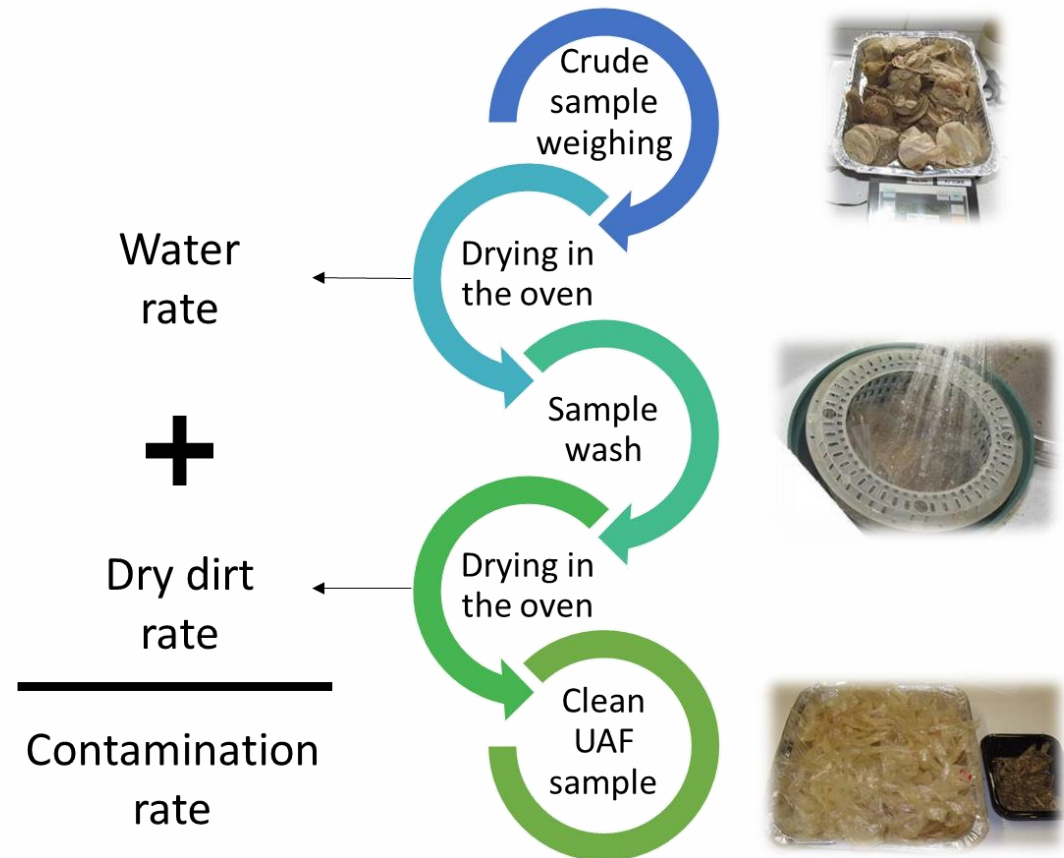 Crude
sample
weighing
Water
rate
Drying in
the oven
+
Sample
wash
Dry dirt
rate
Drying in
the oven
Contamination
rate
Clean
UAF
sample